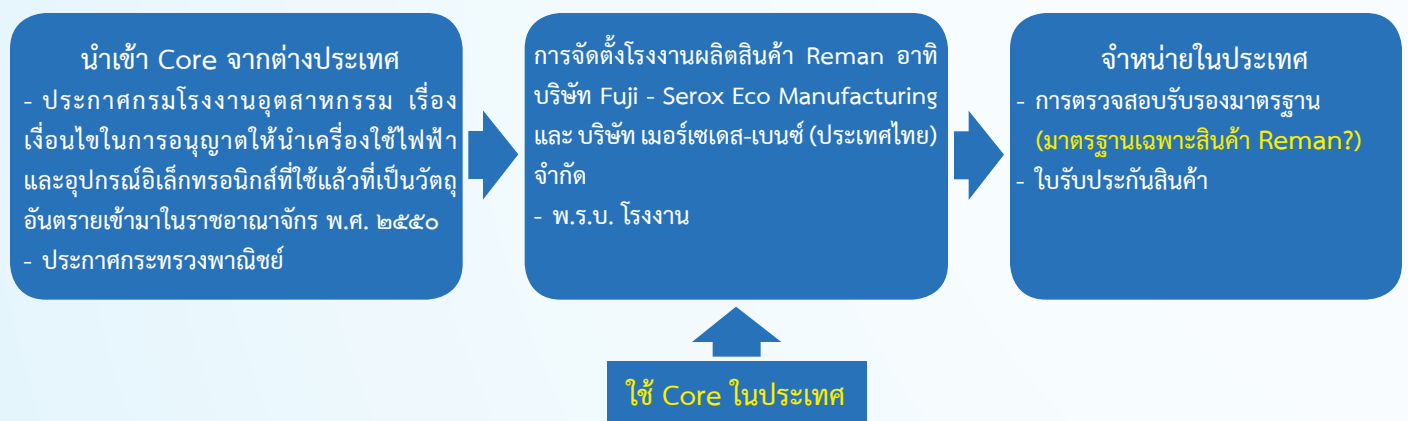 นำเข้า Core จากต่างประเทศ
- ประกาศกรมโรงงานอุตสาหกรรม เรื่อง
เงื่อนไขในการอนุญาตให้นำเครื่องใช้ไฟฟ้า
และอุปกรณ์อิเล็กทรอนิกส์ที่ใช้แล้วที่เป็นวัตถุ
อันตรายเข้ามาในราชอาณาจักร พ.ศ. ๒๕๕๐
- ประกาศกระทรวงพาณิชย์
การจัดตั้งโรงงานผลิตสินค้า Reman อาทิ
บริษัท Fuji - Serox Eco Manufacturing
และ บริษัท เมอร์เซเดส-เบนซ์ (ประเทศไทย)
จำกัด
- พ.ร.บ. โรงงาน
จำหน่ายในประเทศ
- การตรวจสอบรับรองมาตรฐาน
(มาตรฐานเฉพาะสินค้า Reman?)
- ใบรับประกันสินค้า
ใช้ Core ในประเทศ